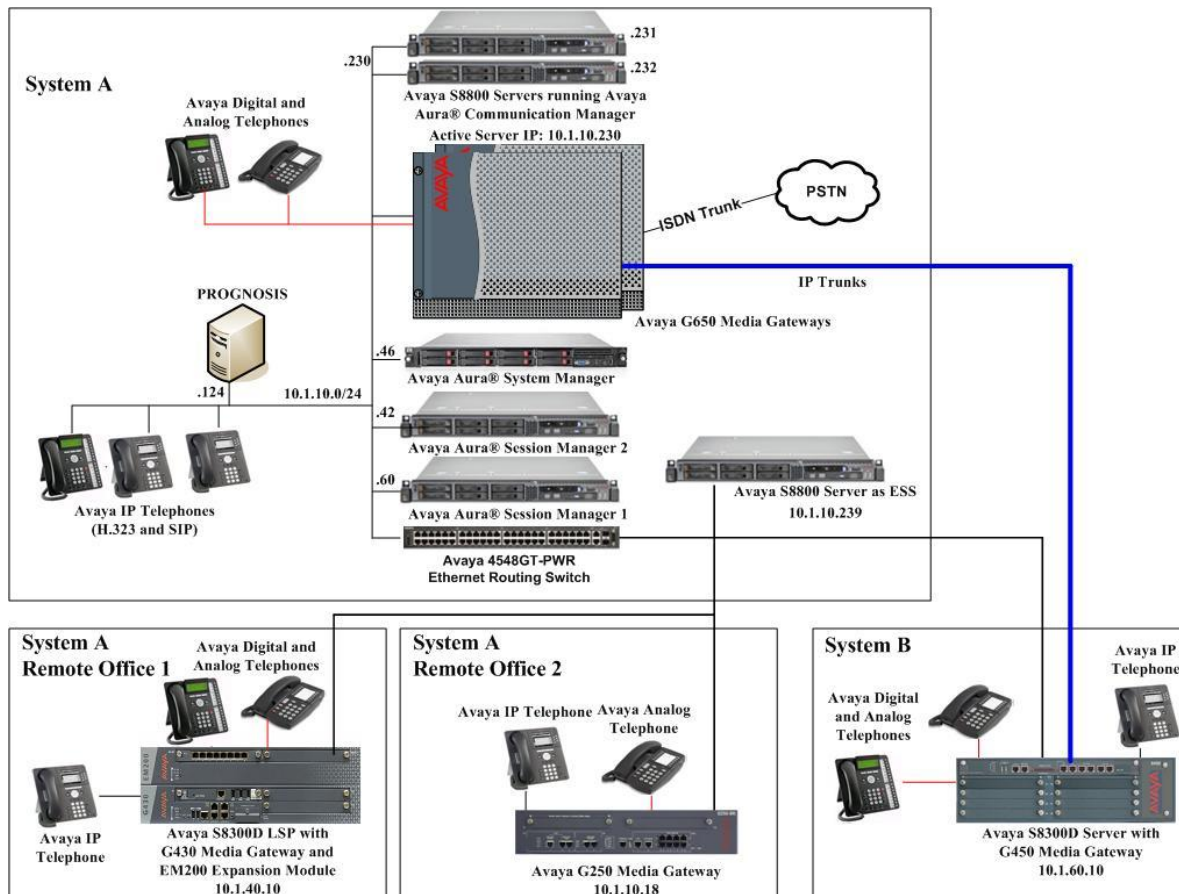 System A
.230
.231
.232
Avaya S8800 Servers running Avaya
Aura® Communication Manager
Active Server IP: 10.1.10.230
Avaya Digital and
Analog Telephones
AVAYA
ISDN Trunk
PSTN
IP Trunks
Avaya G650 Media Gateways
PROGNOSIS
.124
10.1.10.0/24
.46
Avaya Aura® System Manager
.42
Avaya Aura® Session Manager 2
.60
Avaya Aura® Session Manager 1
Avaya IP Telephones
(H.323 and SIP)
Avaya 4548GT-PWR
Ethernet Routing Switch
Avaya S8800 Server as ESS
10.1.10.239
System A
Remote Office 1
Avaya Digital and
Analog Telephones
EM200
AVAYA
G430
AVAYA
Avaya IP
Telephone
Avaya S8300D LSP with
G430 Media Gateway and
EM200 Expansion Module
10.1.40.10
System A
Remote Office 2
Avaya IP Telephone
Avaya Analog
Telephone
AVAYA
Avaya G250 Media Gateway
10.1.10.18
System B
Avaya IP
Telephone
Avaya Digital
and Analog
Telephones
AVAYA
Avaya S8300D Server with
G450 Media Gateway
10.1.60.10